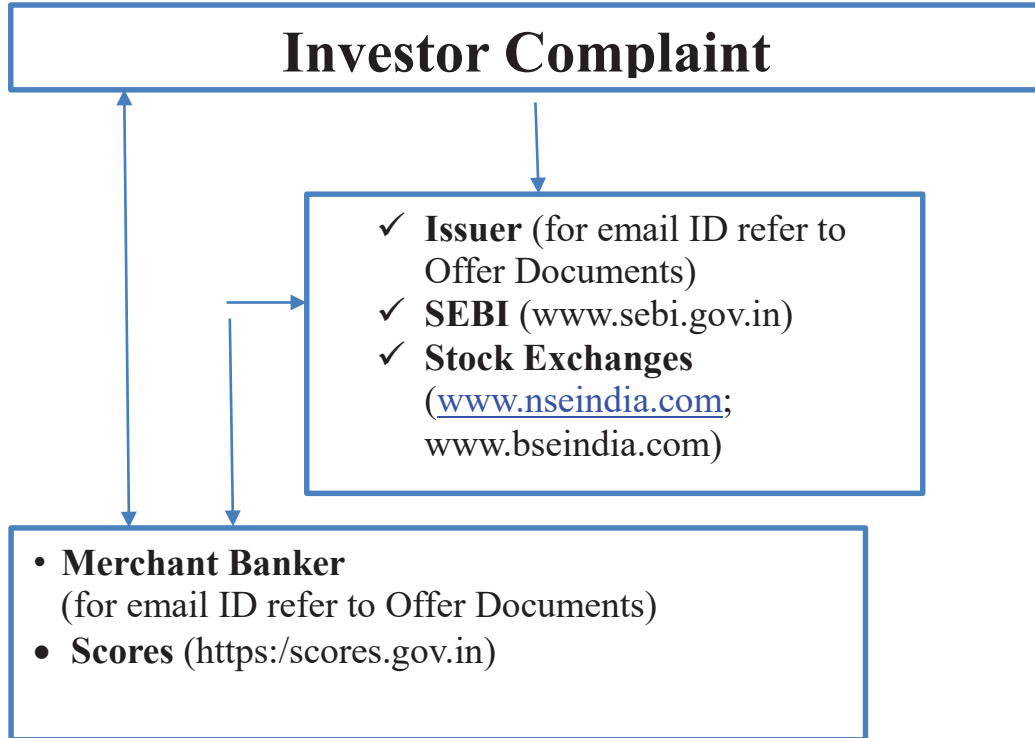 Investor Complaint
✓ Issuer (for email ID refer to
Offer Documents)
✓ SEBI (www.sebi.gov.in)
✓ Stock Exchanges
(www.nseindia.com;
www.bseindia.com)
• Merchant Banker
(for email ID refer to Offer Documents)
• Scores (https:/scores.gov.in)